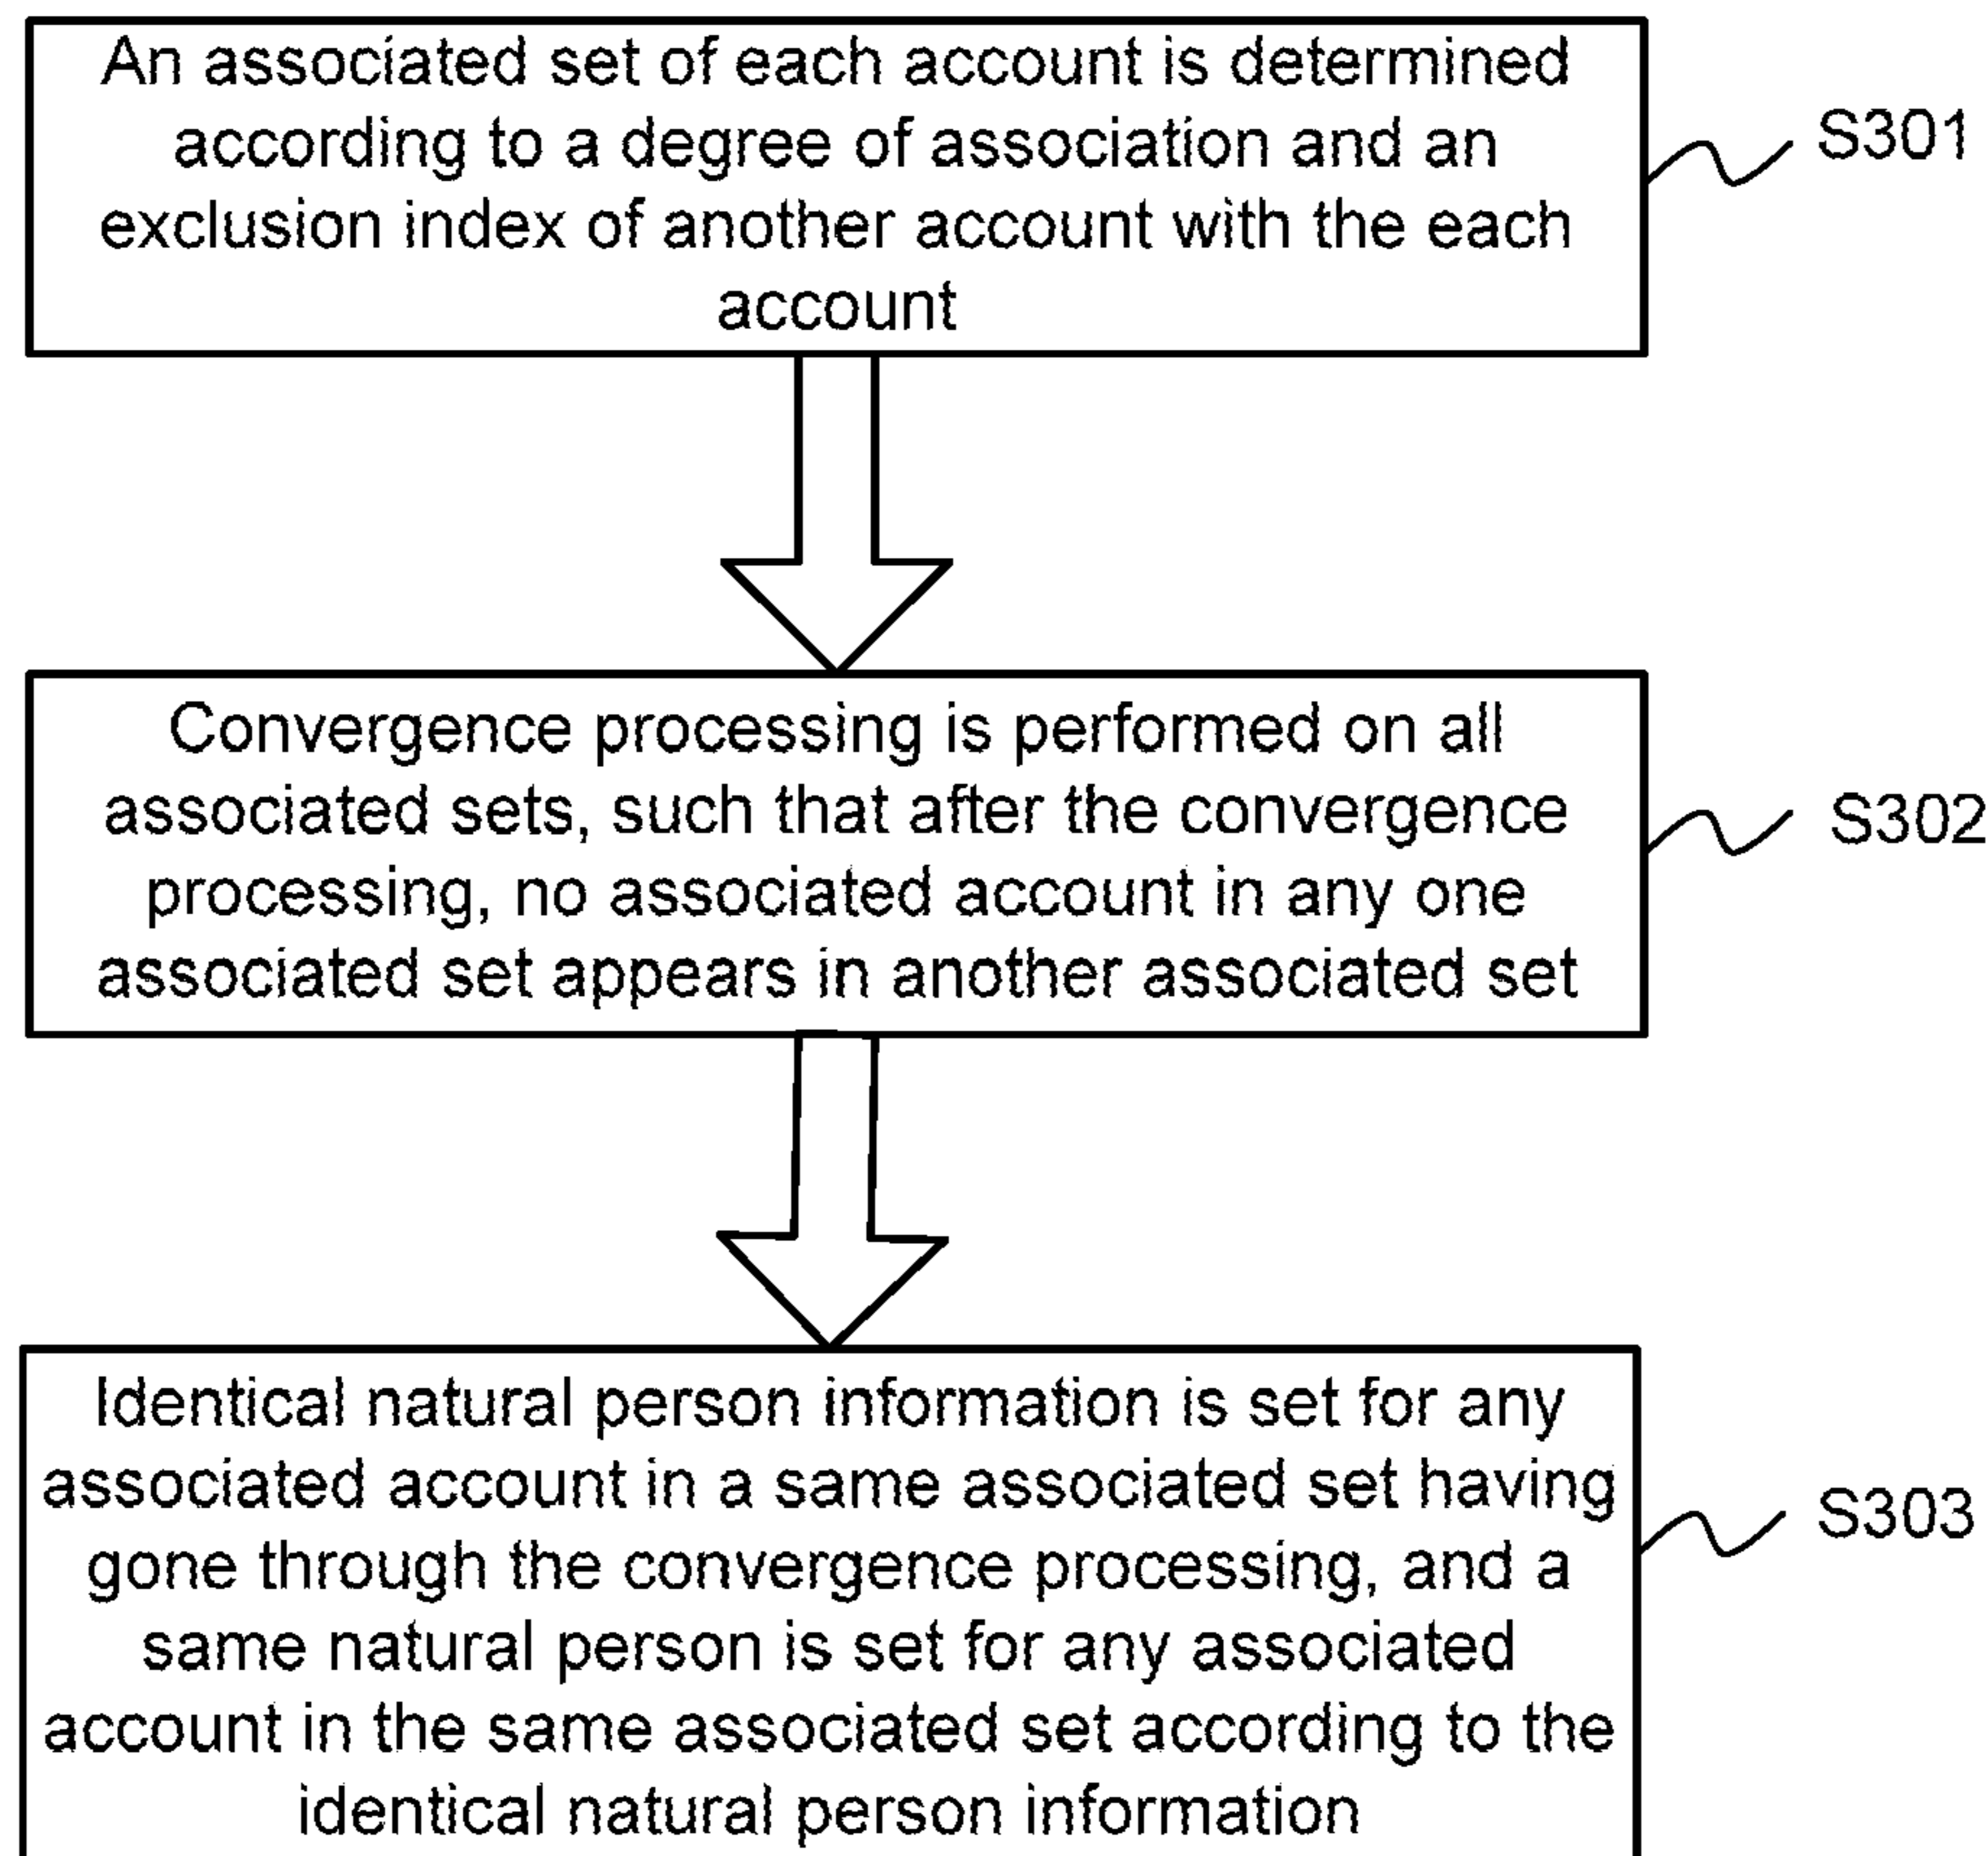 An associated set of each account is determined
according to a degree of association and an
exclusion index of another account with the each
account
S301
Convergence processing is performed on all
associated sets, such that after the convergence
processing, no associated account in any one
associated set appears in another associated set
S302
Identical natural person information is set for any
associated account in a same associated set having
gone through the convergence processing, and a
same natural person is set for any associated
account in the same associated set according to the
identical natural person information
S303